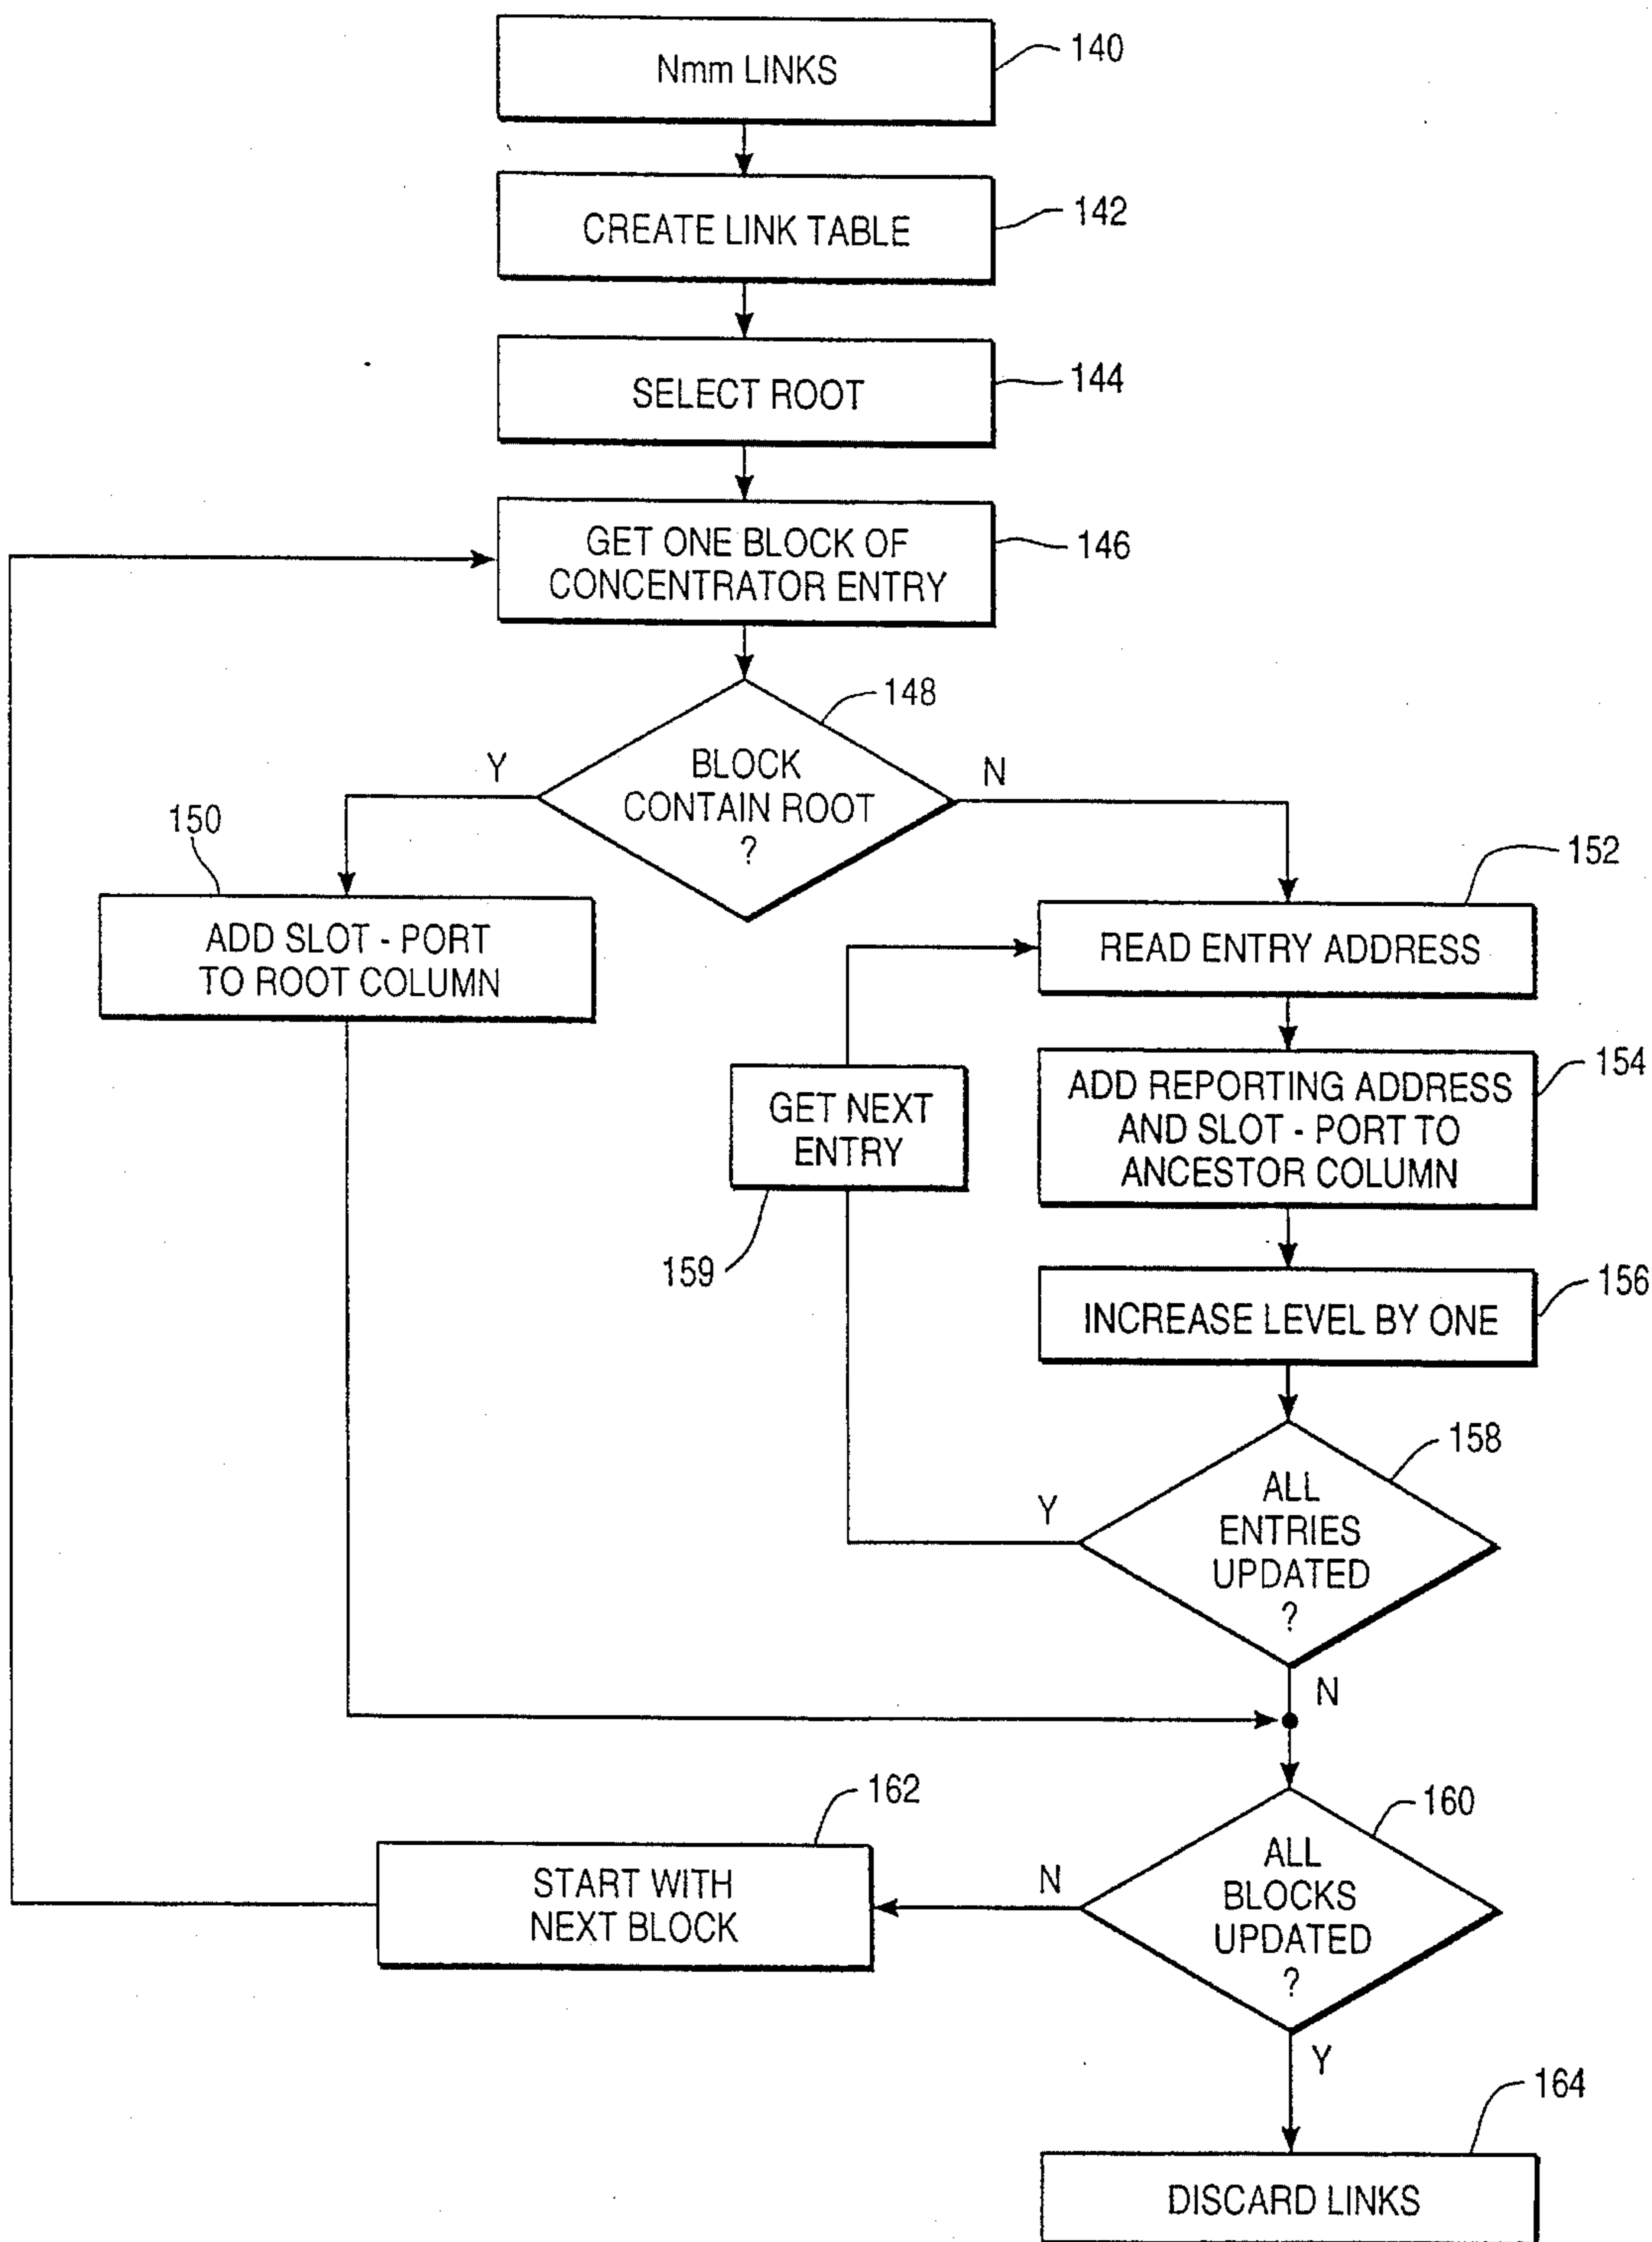 Nmm LINKS
140
CREATE LINK TABLE
142
SELECT ROOT
144
GET ONE BLOCK OF
CONCENTRATOR ENTRY
146
148
BLOCK
CONTAIN ROOT
?
Y
N
150
ADD SLOT - PORT
TO ROOT COLUMN
152
READ ENTRY ADDRESS
154
ADD REPORTING ADDRESS
AND SLOT - PORT TO
ANCESTOR COLUMN
GET NEXT
ENTRY
159
156
INCREASE LEVEL BY ONE
158
ALL
ENTRIES
UPDATED
?
Y
N
160
ALL
BLOCKS
UPDATED
?
N
162
START WITH
NEXT BLOCK
Y
164
DISCARD LINKS